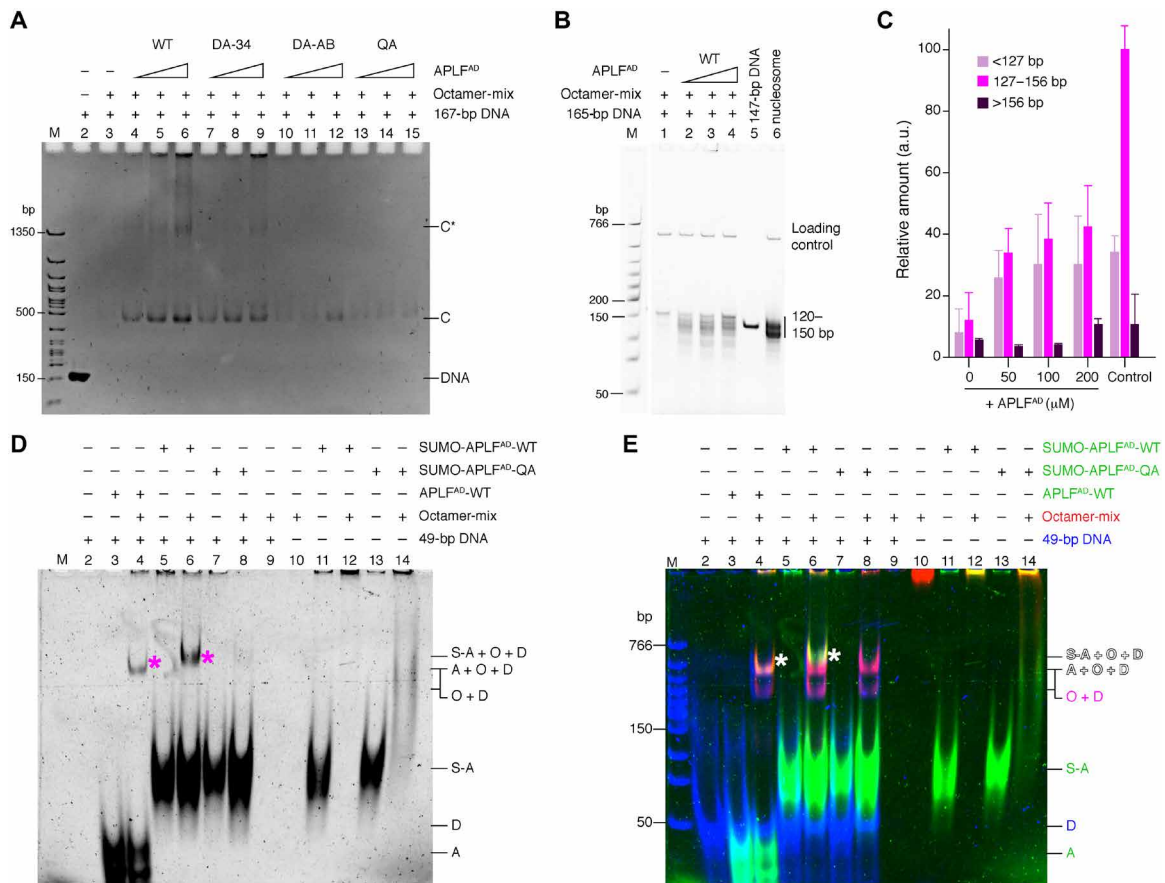 A
WT DA-34 DA-AB QA
– – APLF^AD
– + + + + + + + + + + + + + Octamer-mix
+ + + + + + + + + + + + + + 167-bp DNA
M 2 3 4 5 6 7 8 9 10 11 12 13 14 15
bp
1350
500
150
C*
C
DNA
B
WT
APLF^AD –
Octamer-mix + + + +
165-bp DNA + + + +
147-bp DNA
nucleosome
M 1 2 3 4 5 6
bp
766
200
150
50
Loading
control
120–
150 bp
C
Relative amount (a.u.)
100
80
60
40
20
0
<127 bp
127–156 bp
>156 bp
0 50 100 200 Control
+ APLF^AD (μM)
D
– – – + + – – – – – + + – – SUMO-APLF^AD-WT
– – – – – + + – – – – + + SUMO-APLF^AD-QA
– + + – – – – – – – – – – APLF^AD-WT
– – + – + – + + + – + – + Octamer-mix
+ + + + + + + + – – – – – 49-bp DNA
M 2 3 4 5 6 7 8 9 10 11 12 13 14
S-A + O + D
A + O + D
O + D
S-A
D
A
* *
E
– – – + + – – – – + + – – SUMO-APLF^AD-WT
– – – – – + + – – – – + + SUMO-APLF^AD-QA
– + + – – – – – – – – – – APLF^AD-WT
– – + – + – + + + – + – + Octamer-mix
+ + + + + + + + – – – – – 49-bp DNA
M 2 3 4 5 6 7 8 9 10 11 12 13 14
bp
766
150
50
* *
S-A + O + D
A + O + D
O + D
S-A
D
A